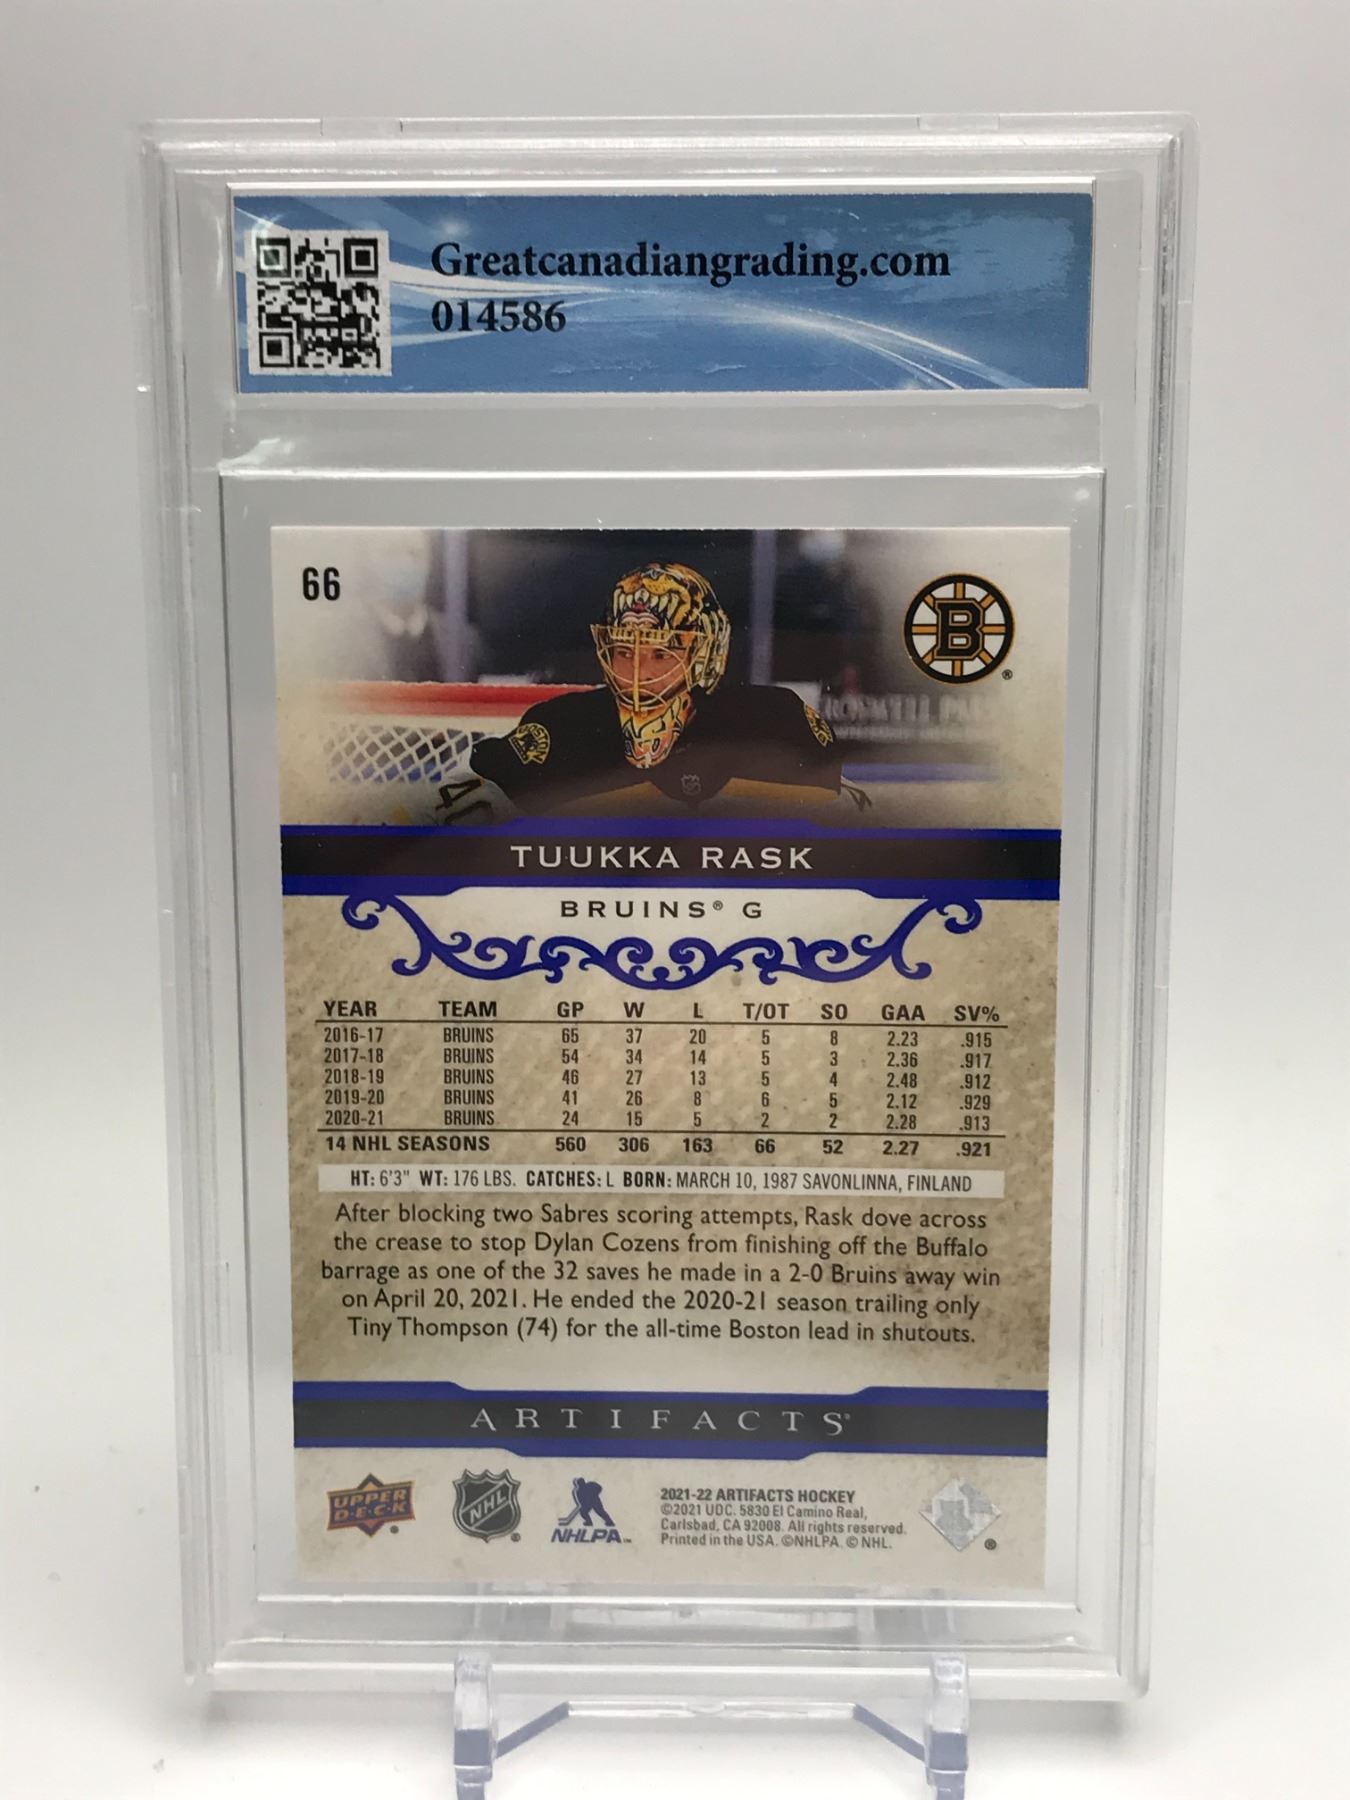 Greatcanadiangrading.com
014586
66
B
®
BOSTON
40
TUUKKA RASK
BRUINS® G
YEAR TEAM GP W L T/OT SO GAA SV%
2016-17 BRUINS 65 37 20 5 8 2.23 .915
2017-18 BRUINS 54 34 14 5 3 2.36 .917
2018-19 BRUINS 46 27 13 5 4 2.48 .912
2019-20 BRUINS 41 26 8 6 5 2.12 .929
2020-21 BRUINS 24 15 5 2 2 2.28 .913
14 NHL SEASONS 560 306 163 66 52 2.27 .921
HT: 6'3" WT: 176 LBS. CATCHES: L BORN: MARCH 10, 1987 SAVONLINNA, FINLAND
After blocking two Sabres scoring attempts, Rask dove across
the crease to stop Dylan Cozens from finishing off the Buffalo
barrage as one of the 32 saves he made in a 2-0 Bruins away win
on April 20, 2021. He ended the 2020-21 season trailing only
Tiny Thompson (74) for the all-time Boston lead in shutouts.
ARTIFACTS®
UPPER
D·E·C·K
®
NHL
®
NHLPA™
2021-22 ARTIFACTS HOCKEY
©2021 UDC. 5830 El Camino Real,
Carlsbad, CA 92008. All rights reserved.
Printed in the USA. ©NHLPA. © NHL.
®